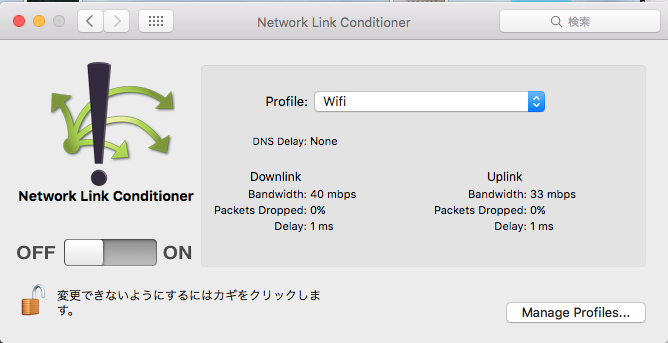 Network Link Conditioner
検索
Profile: Wifi
DNS Delay: None
Downlink
Bandwidth: 40 mbps
Packets Dropped: 0%
Delay: 1 ms
Uplink
Bandwidth: 33 mbps
Packets Dropped: 0%
Delay: 1 ms
Network Link Conditioner
OFF ON
変更できないようにするにはカギをクリックしま
す。
Manage Profiles...